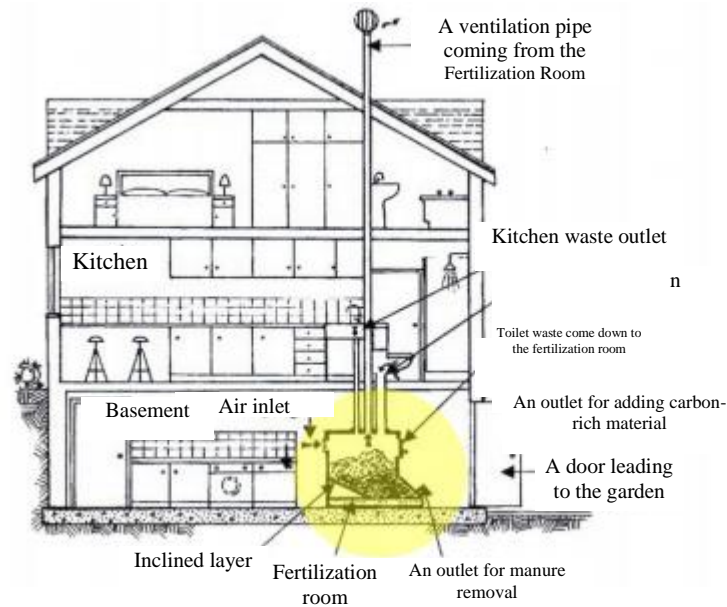 A ventilation pipe
coming from the
Fertilization Room
Kitchen waste outlet
Kitchen
n
Toilet waste come down to
the fertilization room
Basement
Air inlet
An outlet for adding carbon-
rich material
A door leading
to the garden
Inclined layer
Fertilization
room
An outlet for manure
removal